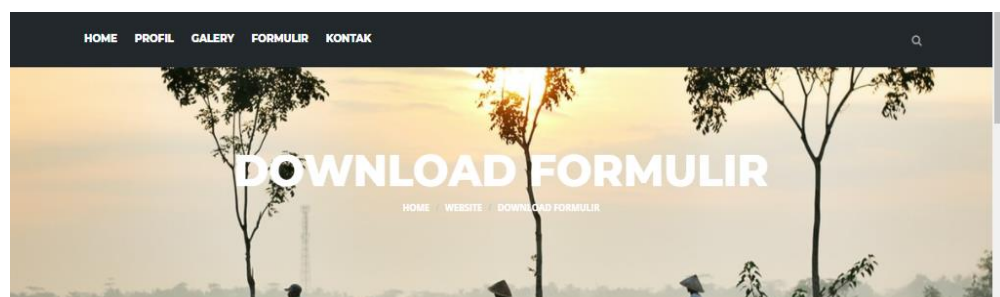 HOME PROFIL GALERY FORMULIR KONTAK
DOWNLOAD FORMULIR
HOME / WEBSITE / DOWNLOAD FORMULIR